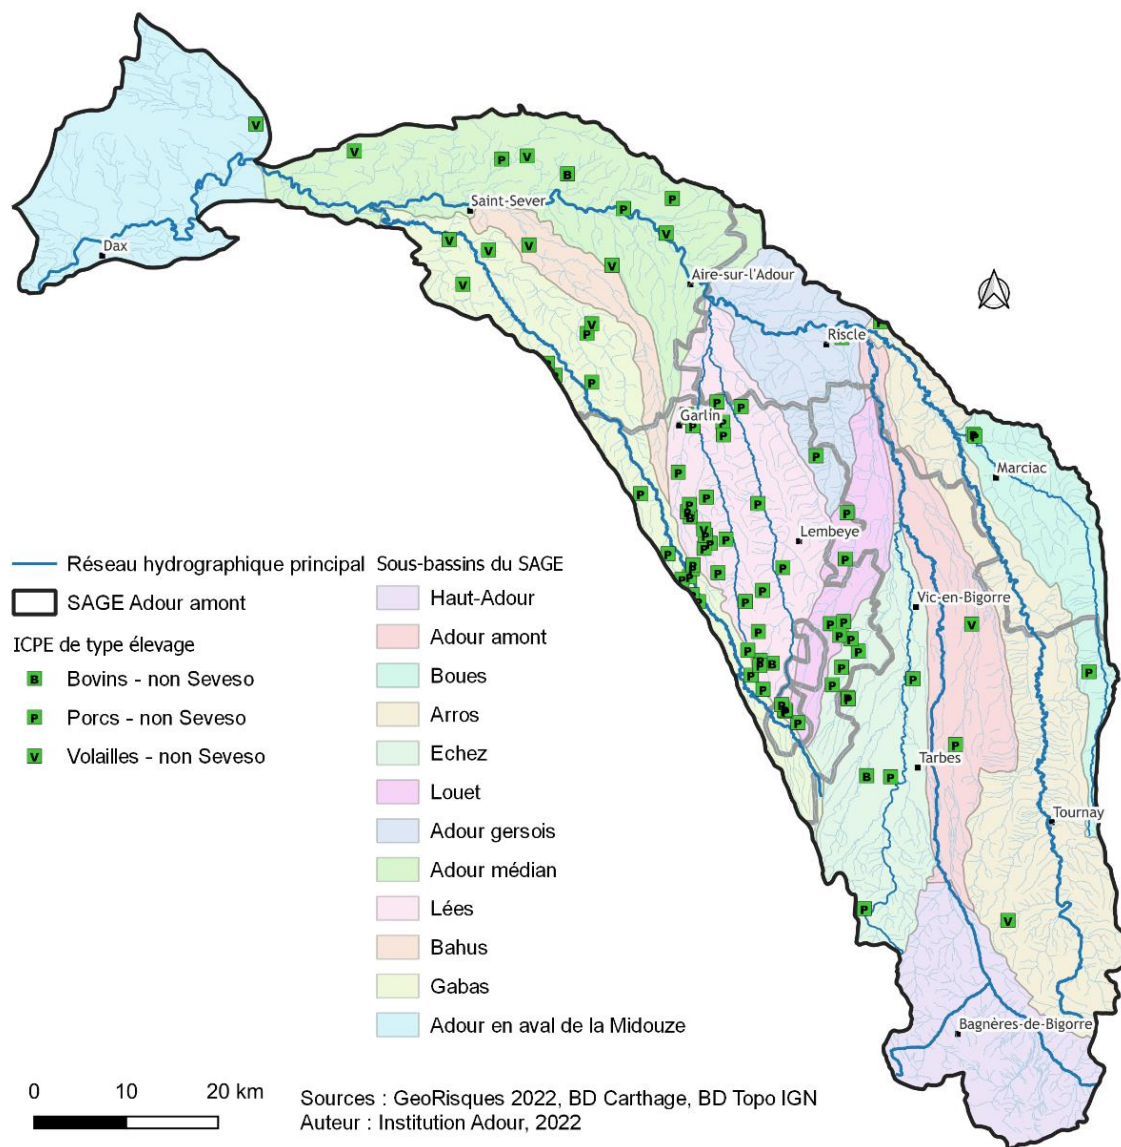 Saint-Sever
Dax
Aire-sur-l'Adour
Riscle
Garlin
Marciac
Lembeye
Vic-en-Bigorre
Tarbes
Tournay
Bagnères-de-Bigorre
Réseau hydrographique principal
SAGE Adour amont
ICPE de type élevage
B Bovins - non Seveso
P Porcs - non Seveso
V Volailles - non Seveso
Sous-bassins du SAGE
Haut-Adour
Adour amont
Boues
Arros
Echez
Louet
Adour gersois
Adour médian
Lées
Bahus
Gabas
Adour en aval de la Midouze
0 10 20 km
Sources : GeoRisques 2022, BD Carthage, BD Topo IGN
Auteur : Institution Adour, 2022